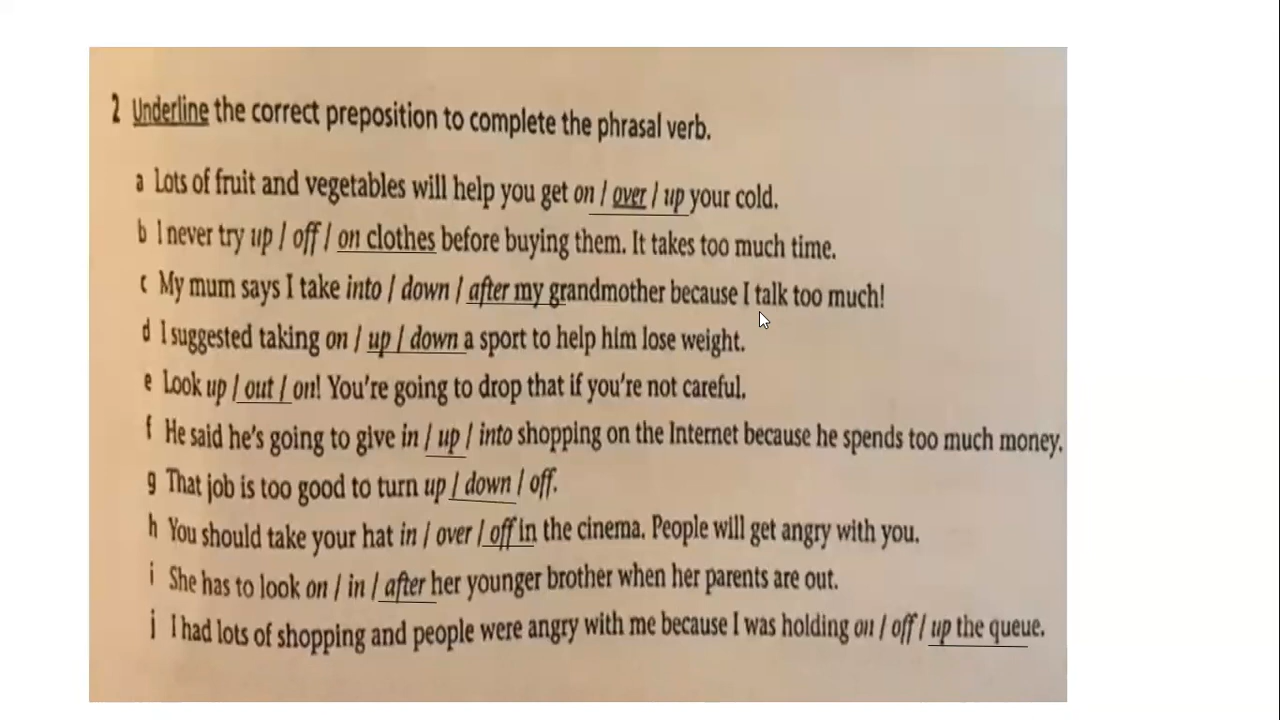 2 Underline the correct preposition to complete the phrasal verb.
a Lots of fruit and vegetables will help you get on / over / up your cold.
b I never try up / off / on clothes before buying them. It takes too much time.
c My mum says I take into / down / after my grandmother because I talk too much!
d I suggested taking on / up / down a sport to help him lose weight.
e Look up / out / on! You're going to drop that if you're not careful.
f He said he's going to give in / up / into shopping on the Internet because he spends too much money.
g That job is too good to turn up / down / off.
h You should take your hat in / over / off in the cinema. People will get angry with you.
i She has to look on / in / after her younger brother when her parents are out.
j I had lots of shopping and people were angry with me because I was holding on / off / up the queue.